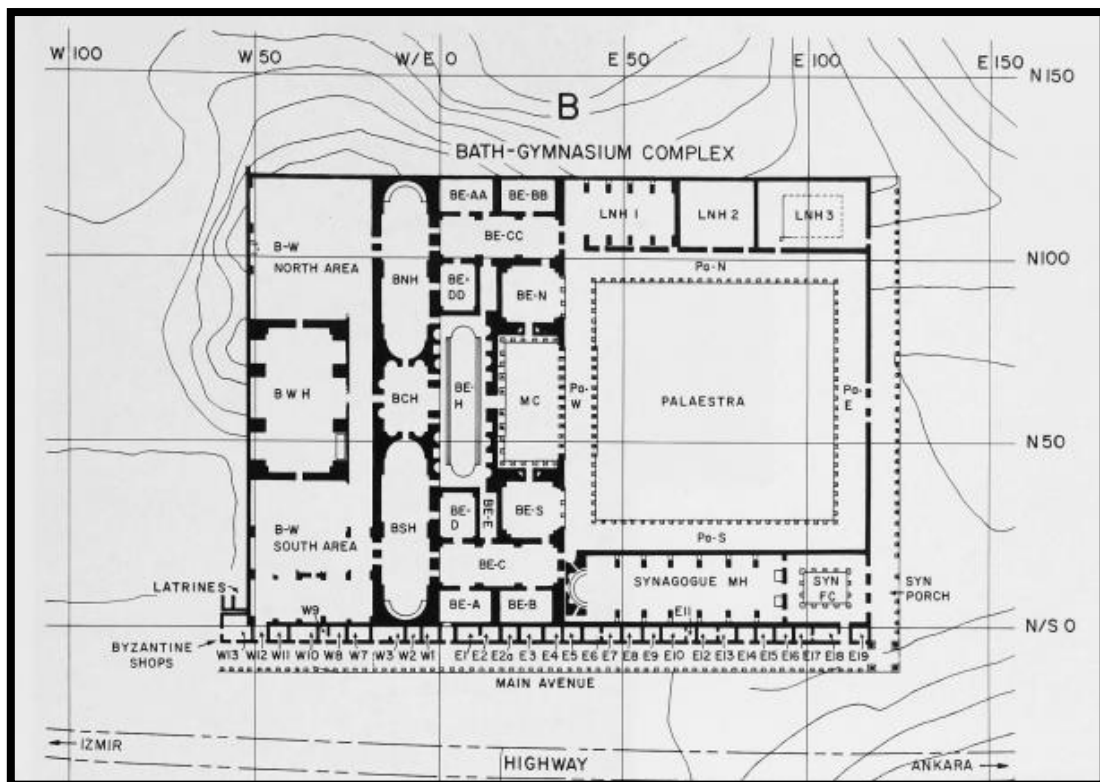 W 100
W 50
W/E 0
E 50
E 100
E 150
N 150
B
BATH-GYMNASIUM COMPLEX
BE-AA
BE-BB
LNH 1
LNH 2
LNH 3
B-W
NORTH AREA
BE-CC
N 100
Pa-N
BNH
BE-
DD
BE-N
BWH
BCH
BE-
H
MC
Pa-
W
PALAESTRA
Pa-
E
N 50
BSH
BE-
D
BE-E
BE-S
B-W
SOUTH AREA
Pa-S
BE-C
LATRINES
SYNAGOGUE MH
SYN
FC
SYN
PORCH
W9
BE-A
BE-B
E11
N/S 0
BYZANTINE
SHOPS
W13 W12 W11 W10 W8 W7 W3 W2 W1 E1 E2 E2a E3 E4 E5 E6 E7 E8 E9 E10 E12 E13 E14 E15 E16 E17 E18 E19
MAIN AVENUE
IZMIR
HIGHWAY
ANKARA